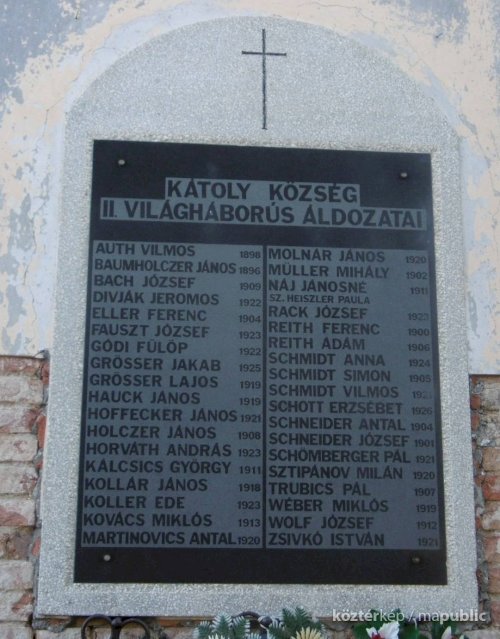 KÁTOLY KÖZSÉG
II. VILÁGHÁBORÚS ÁLDOZATAI
AUTH VILMOS 1898
BAUMHOLCZER JÁNOS 1896
BACH JÓZSEF 1909
DIVJÁK JEROMOS 1922
ELLER FERENC 1904
FAUSZT JÓZSEF 1923
GÓDI FÜLÖP 1922
GRÖSSER JAKAB 1925
GRÖSSER LAJOS 1919
HAUCK JÁNOS 1919
HOFFECKER JÁNOS 1921
HOLCZER JÁNOS 1908
HORVÁTH ANDRÁS 1923
KÁLCSICS GYÖRGY 1911
KOLLÁR JÁNOS 1918
KOLLER EDE 1923
KOVÁCS MIKLÓS 1913
MARTINOVICS ANTAL 1920
MOLNÁR JÁNOS 1920
MÜLLER MIHÁLY 1902
NÁJ JÁNOSNÉ 1911
SZ. HEISZLER PAULA
RACK JÓZSEF 1923
REITH FERENC 1900
REITH ÁDÁM 1906
SCHMIDT ANNA 1924
SCHMIDT SIMON 1905
SCHMIDT VILMOS
SCHOTT ERZSÉBET 1926
SCHNEIDER ANTAL 1904
SCHNEIDER JÓZSEF 1901
SCHÖMBERGER PÁL 1921
SZTIPÁNOV MILÁN 1920
TRUBICS PÁL 1907
WÉBER MIKLÓS 1919
WOLF JÓZSEF 1912
ZSIVKÓ ISTVÁN 1921
köztérkép / mapublic